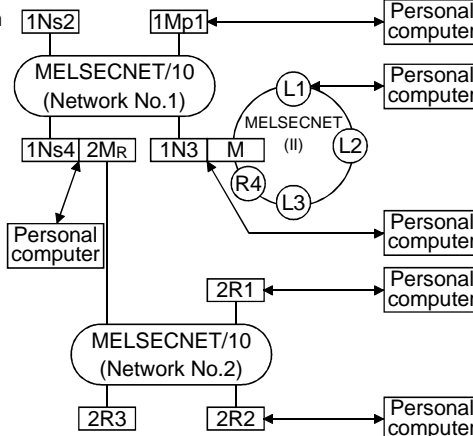 1Ns2
1Mp1
Personal
computer
MELSECNET/10
(Network No.1)
L1
Personal
computer
MELSECNET
(II)
L2
1Ns4
2MR
1N3
M
R4
L3
Personal
computer
Personal
computer
2R1
Personal
computer
MELSECNET/10
(Network No.2)
2R3
2R2
Personal
computer